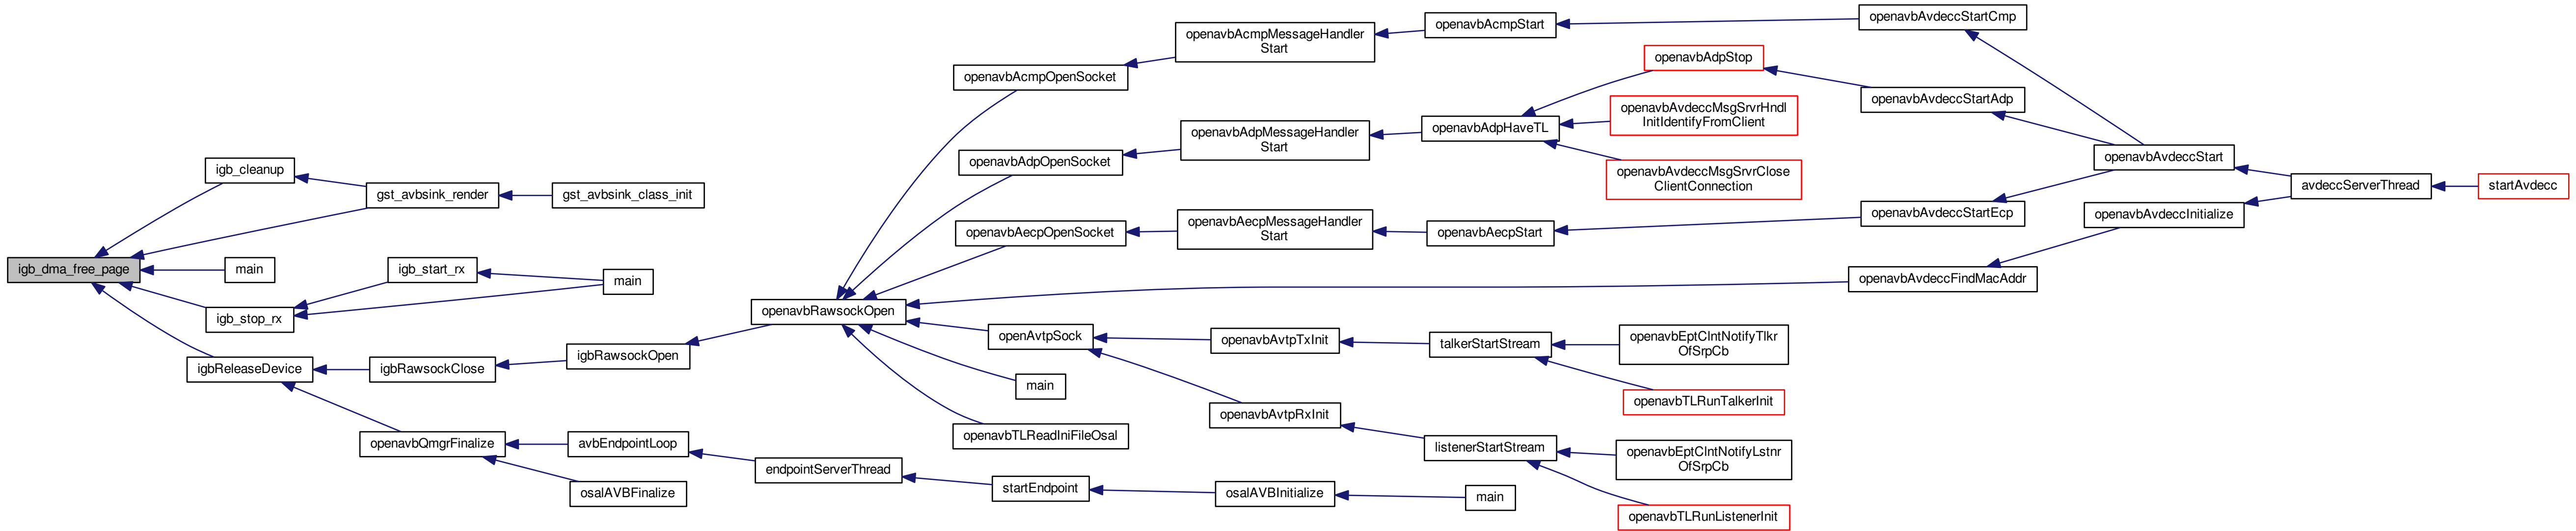 igb_dma_free_page
igb_cleanup
gst_avbsink_render
gst_avbsink_class_init
main
igb_start_rx
main
igb_stop_rx
igbReleaseDevice
igbRawsockClose
igbRawsockOpen
openavbRawsockOpen
openavbAcmpOpenSocket
openavbAcmpMessageHandler
Start
openavbAcmpStart
openavbAvdeccStartCmp
openavbAdpOpenSocket
openavbAdpMessageHandler
Start
openavbAdpHaveTL
openavbAdpStop
openavbAvdeccMsgSrvrHndl
InitIdentifyFromClient
openavbAvdeccMsgSrvrClose
ClientConnection
openavbAvdeccStartAdp
openavbAvdeccStart
avdeccServerThread
startAvdecc
openavbAecpOpenSocket
openavbAecpMessageHandler
Start
openavbAecpStart
openavbAvdeccStartEcp
openavbAvdeccInitialize
openavbAvdeccFindMacAddr
openAvtpSock
openavbAvtpTxInit
talkerStartStream
openavbEptClntNotifyTlkr
OfSrpCb
openavbTLRunTalkerInit
main
openavbAvtpRxInit
listenerStartStream
openavbEptClntNotifyLstnr
OfSrpCb
openavbTLRunListenerInit
openavbTLReadIniFileOsal
openavbQmgrFinalize
avbEndpointLoop
osalAVBFinalize
endpointServerThread
startEndpoint
osalAVBInitialize
main